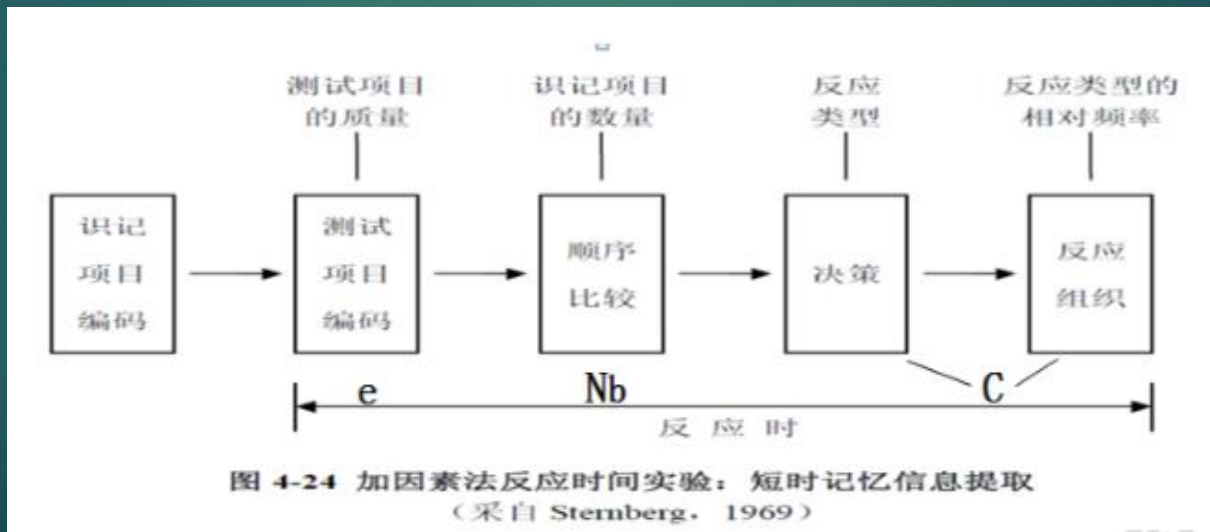 测试项目
的质量
识记项目
的数量
反应
类型
反应类型的
相对频率
识记
项目
编码
测试
项目
编码
顺序
比较
决策
反应
组织
e
Nb
C
反应时
图 4-24 加因素法反应时间实验：短时记忆信息提取
（采自 Sternberg，1969）